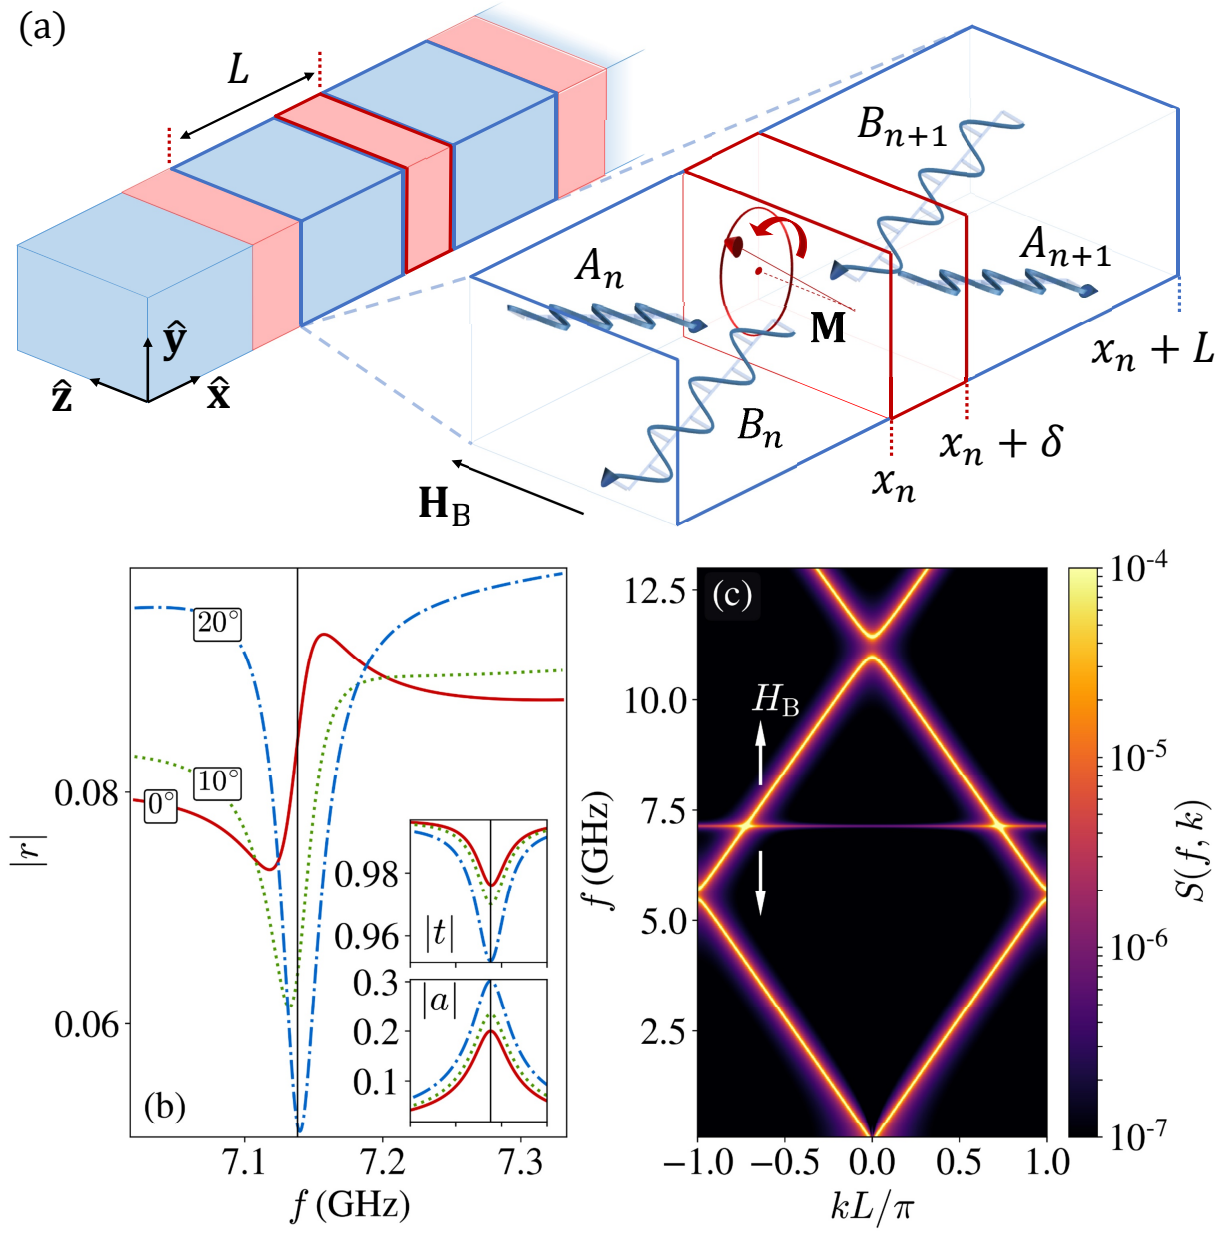 (a)
L
ŷ
ẑ
x̂
A_n
B_n
M
B_{n+1}
A_{n+1}
x_n + L
x_n + δ
x_n
H_B
20°
10°
0°
0.08
0.06
|r|
(b)
7.1
7.2
7.3
f (GHz)
0.98
0.96
|t|
0.3
0.2
0.1
|a|
(c)
H_B
12.5
10.0
7.5
5.0
2.5
f (GHz)
−1.0
−0.5
0.0
0.5
1.0
kL/π
10^{-4}
10^{-5}
10^{-6}
10^{-7}
S(f, k)